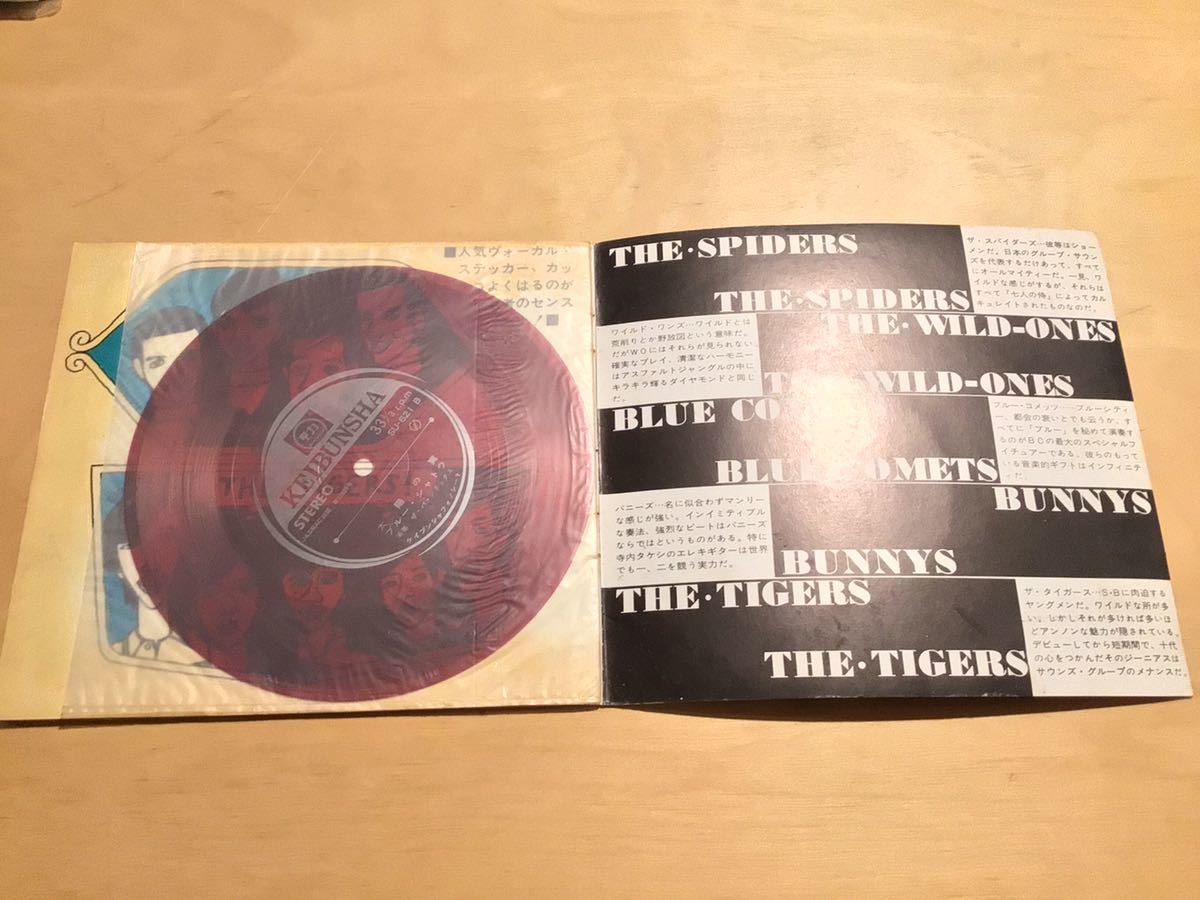 ■人気ヴォーカル・
ステッカー、カッ
よくはるのが
のセンス
！■
KEIBUNSHA
33⅓ r.p.m
SU-521 B
STEREO
ブルー・シャトウ
ケイブンシャフォノシート
THE・SPIDERS
THE・SPIDERS
ザ・スパイダーズ…彼等はショー
メンだ。日本のグループ・サウン
ズを代表するだけあって、すべて
にオールマイティーだ。一見、ワ
イルドな感じがするが、それらは
すべて「七人の侍」によってカル
キュレイトされたものなのだ。
THE・WILD-ONES
WILD-ONES
ワイルド・ワンズ…ワイルドとは
荒削りとか野放図という意味だ。
だがWOにはそれらが見られない
確実なプレイ、清潔なハーモニー
はアスファルトジャングルの中に
キラキラ輝るダイヤモンドと同じ
だ。
BLUE CO
BLUE COMETS
ブルー・コメッツ……ブルーシティ
ー、都会の衰いとでも云うか、す
べてに「ブルー」を秘めて演奏す
るのがBCの最大のスペシャルフ
イチュアーである。彼らのもって
いる音楽的ギフトはインフィニテ
ィだ。
BUNNYS
BUNNYS
バニーズ…名に似合わずマンリー
な感じが強い。インイミティブル
な奏法、強烈なビートはバニーズ
ならではというものがある。特に
寺内タケシのエレキギターは世界
でも一、二を競う実力だ。
THE・TIGERS
THE・TIGERS
ザ・タイガース…S・Bに肉迫する
ヤングメンだ。ワイルドな所が多
い。しかしそれが多ければ多いほ
どアンノンな魅力が隠されている。
デビューしてから短期間で、十代
の心をつかんだそのジーニアスは
サウンズ・グループのメナンスだ。